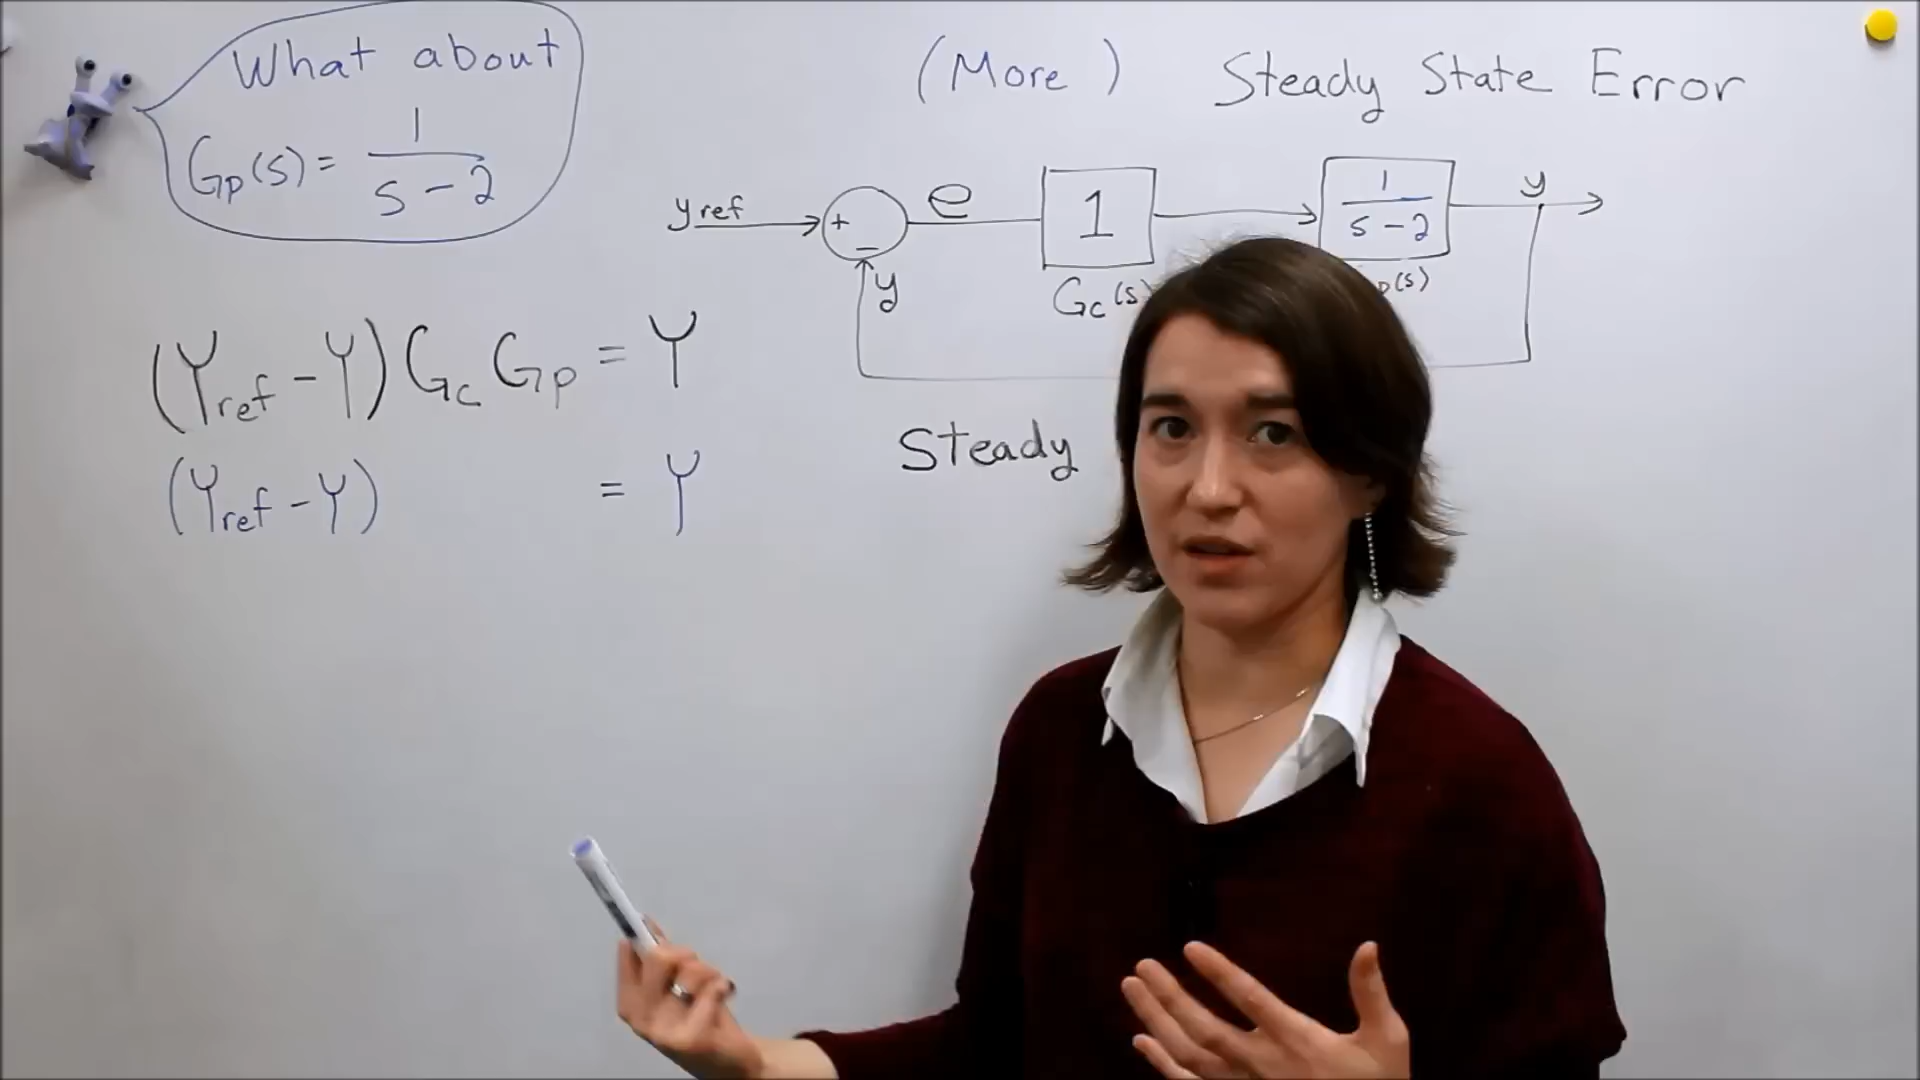 What about
Gp(s) = 1 / s - 2
(More) Steady State Error
yref + - e 1 1 / s - 2 y
y
Gc(s) p(s)
(Yref - Y) Gc Gp = Y
Steady
(Yref - Y) = Y